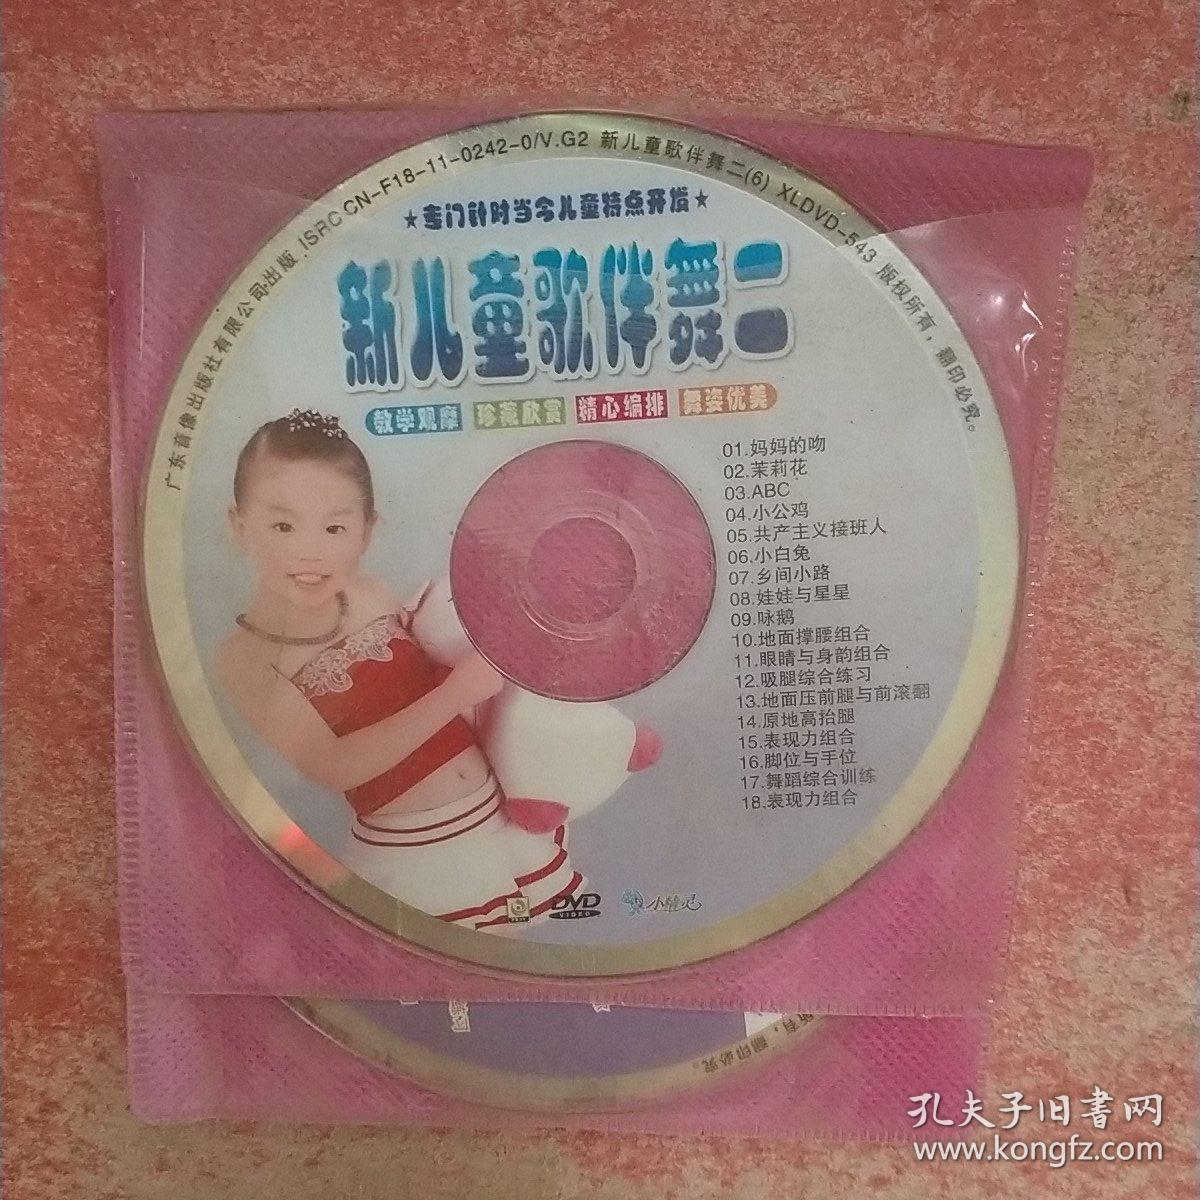 广东音像出版社有限公司出版 ISRC CN-F18-11-0242-0/V.G2 新儿童歌伴舞二(6) XLDVD-543 版权所有，翻印必究。
★专门针对当今儿童特点开发★
新儿童歌伴舞二
教学观摩 珍藏欣赏 精心编排 舞姿优美
01.妈妈的吻
02.茉莉花
03.ABC
04.小公鸡
05.共产主义接班人
06.小白兔
07.乡间小路
08.娃娃与星星
09.咏鹅
10.地面撑腰组合
11.眼睛与身韵组合
12.吸腿综合练习
13.地面压前腿与前滚翻
14.原地高抬腿
15.表现力组合
16.脚位与手位
17.舞蹈综合训练
18.表现力组合
DVD
VIDEO
所有，翻印必究。
孔夫子旧书网
www.kongfz.com